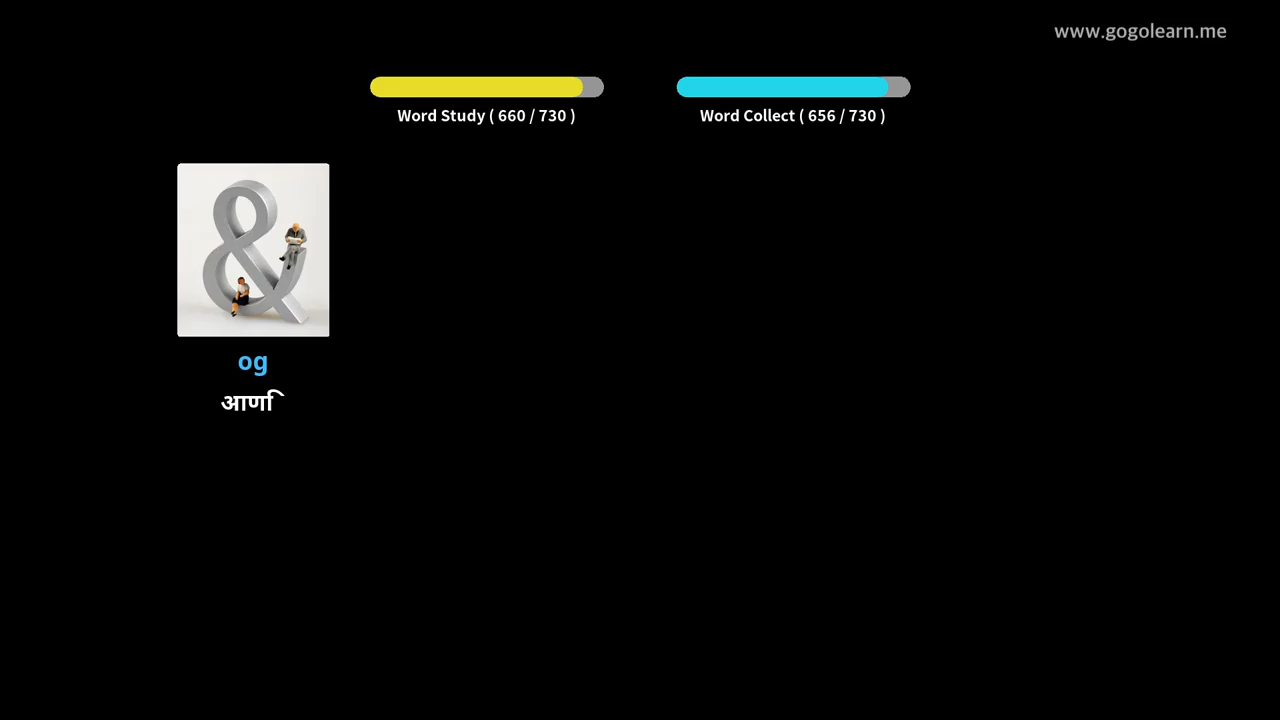 www.gogolearn.me
Word Study ( 660 / 730 )
Word Collect ( 656 / 730 )
&
og
आणि